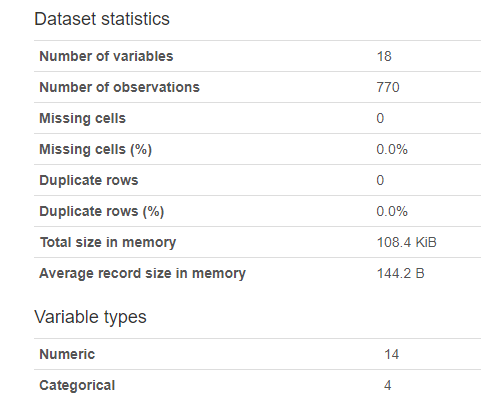 Dataset statistics
Number of variables 18
Number of observations 770
Missing cells 0
Missing cells (%) 0.0%
Duplicate rows 0
Duplicate rows (%) 0.0%
Total size in memory 108.4 KiB
Average record size in memory 144.2 B
Variable types
Numeric 14
Categorical 4